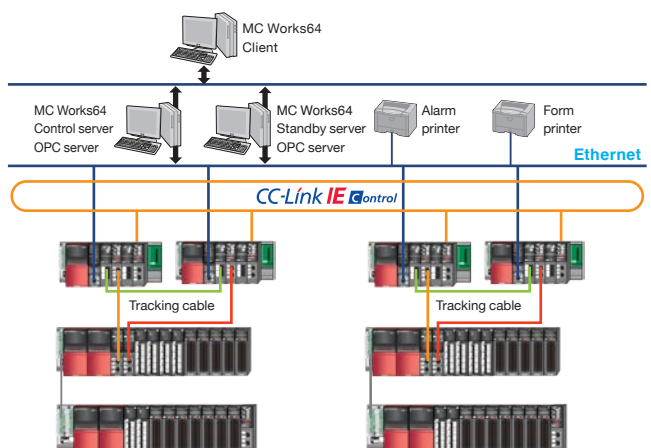 MC Works64
Client
MC Works64
Control server
OPC server
MC Works64
Standby server
OPC server
Alarm
printer
Form
printer
Ethernet
CC-Link IE Control
Tracking cable
Tracking cable